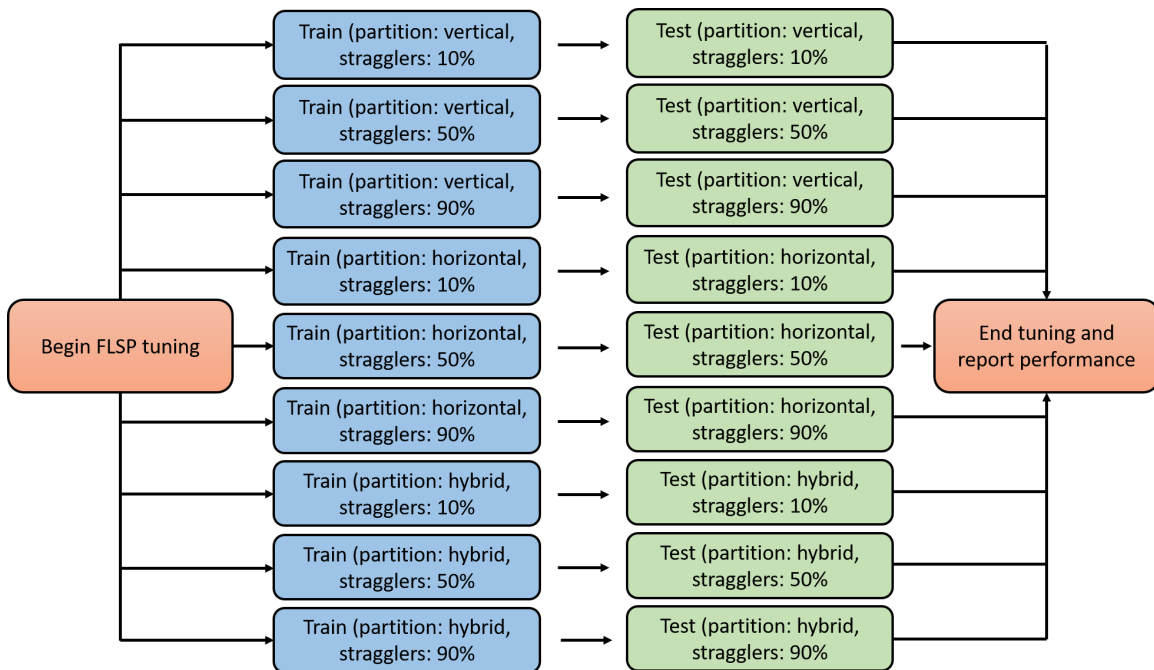 Train (partition: vertical,
stragglers: 10%
Test (partition: vertical,
stragglers: 10%
Train (partition: vertical,
stragglers: 50%
Test (partition: vertical,
stragglers: 50%
Train (partition: vertical,
stragglers: 90%
Test (partition: vertical,
stragglers: 90%
Train (partition: horizontal,
stragglers: 10%
Test (partition: horizontal,
stragglers: 10%
Begin FLSP tuning
Train (partition: horizontal,
stragglers: 50%
Test (partition: horizontal,
stragglers: 50%
End tuning and
report performance
Train (partition: horizontal,
stragglers: 90%
Test (partition: horizontal,
stragglers: 90%
Train (partition: hybrid,
stragglers: 10%
Test (partition: hybrid,
stragglers: 10%
Train (partition: hybrid,
stragglers: 50%
Test (partition: hybrid,
stragglers: 50%
Train (partition: hybrid,
stragglers: 90%
Test (partition: hybrid,
stragglers: 90%